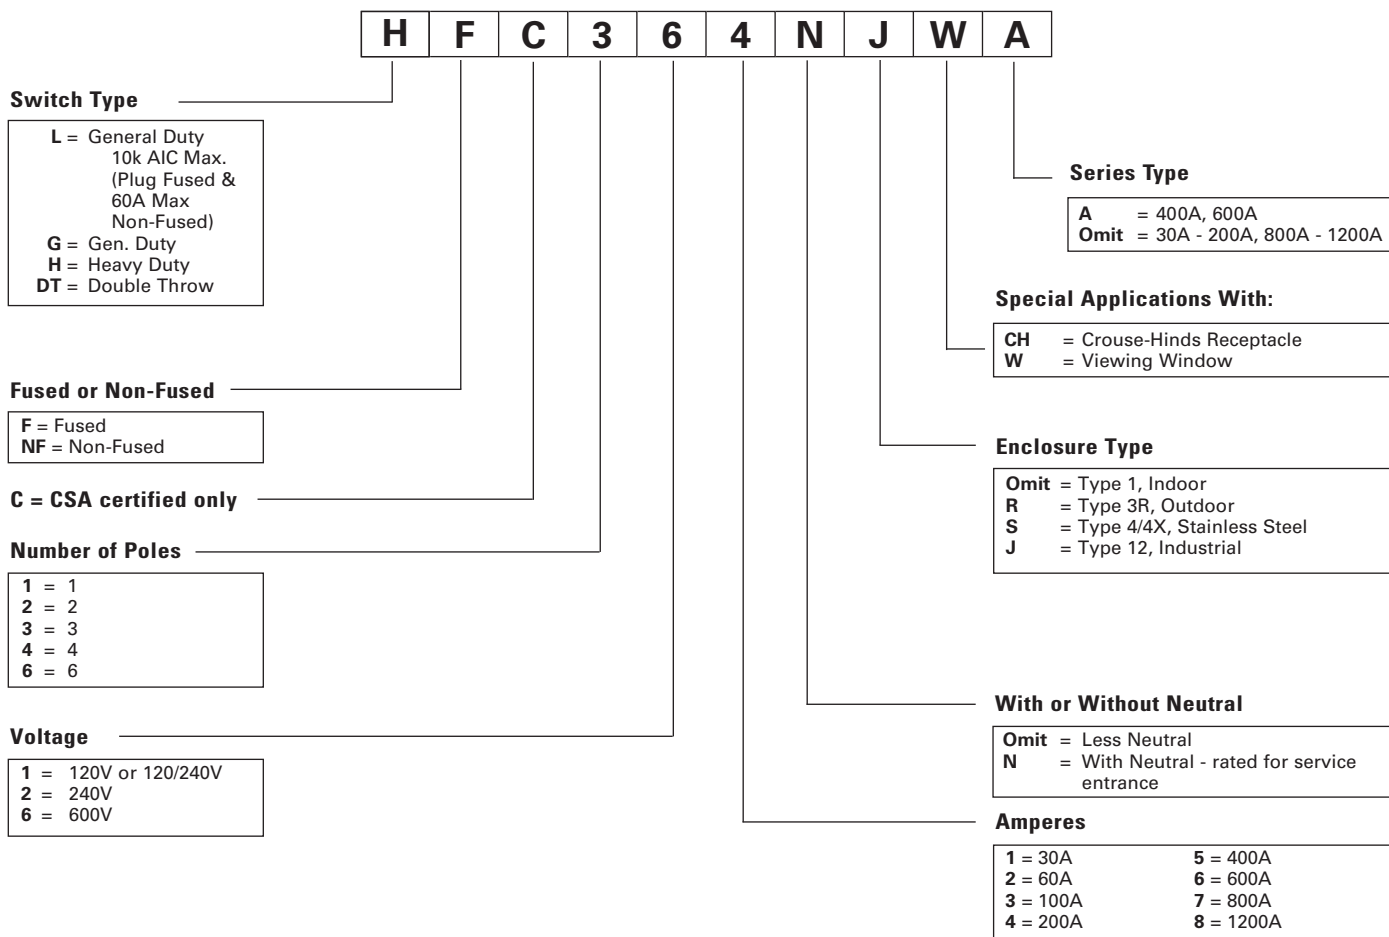 H F C 3 6 4 N J W A
Switch Type
L = General Duty
10k AIC Max.
(Plug Fused &
60A Max
Non-Fused)
G = Gen. Duty
H = Heavy Duty
DT = Double Throw
Fused or Non-Fused
F = Fused
NF = Non-Fused
C = CSA certified only
Number of Poles
1 = 1
2 = 2
3 = 3
4 = 4
6 = 6
Voltage
1 = 120V or 120/240V
2 = 240V
6 = 600V
Series Type
A = 400A, 600A
Omit = 30A - 200A, 800A - 1200A
Special Applications With:
CH = Crouse-Hinds Receptacle
W = Viewing Window
Enclosure Type
Omit = Type 1, Indoor
R = Type 3R, Outdoor
S = Type 4/4X, Stainless Steel
J = Type 12, Industrial
With or Without Neutral
Omit = Less Neutral
N = With Neutral - rated for service
entrance
Amperes
1 = 30A 5 = 400A
2 = 60A 6 = 600A
3 = 100A 7 = 800A
4 = 200A 8 = 1200A